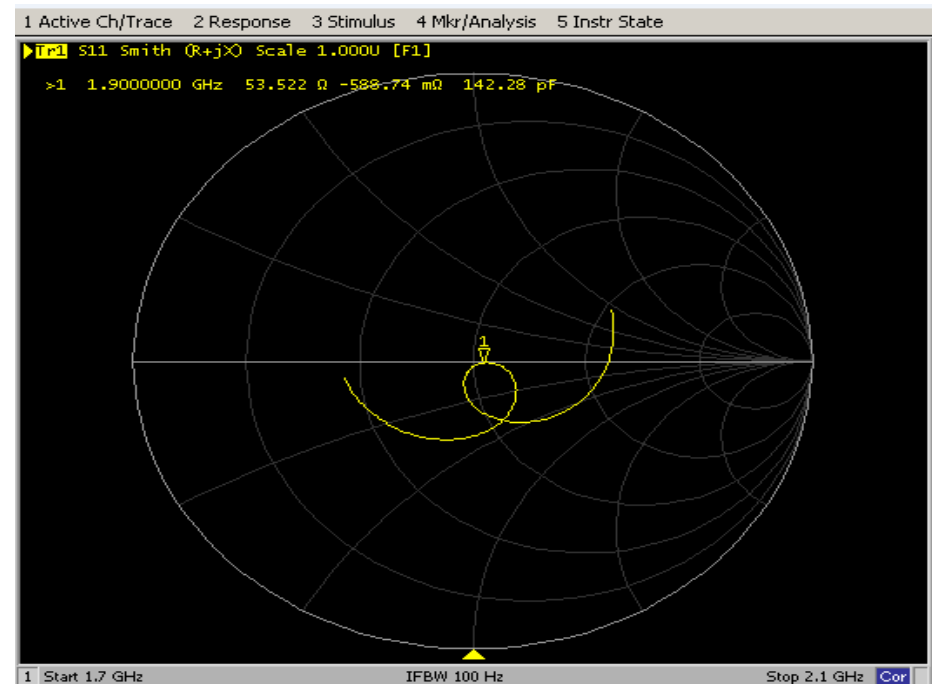 1 Active Ch/Trace 2 Response 3 Stimulus 4 Mkr/Analysis 5 Instr State
Tr1 S11 Smith (R+jX) Scale 1.000U [F1]
>1 1.9000000 GHz 53.522 Ω -588.74 mΩ 142.28 pF
1
1 Start 1.7 GHz IFBW 100 Hz Stop 2.1 GHz Cor